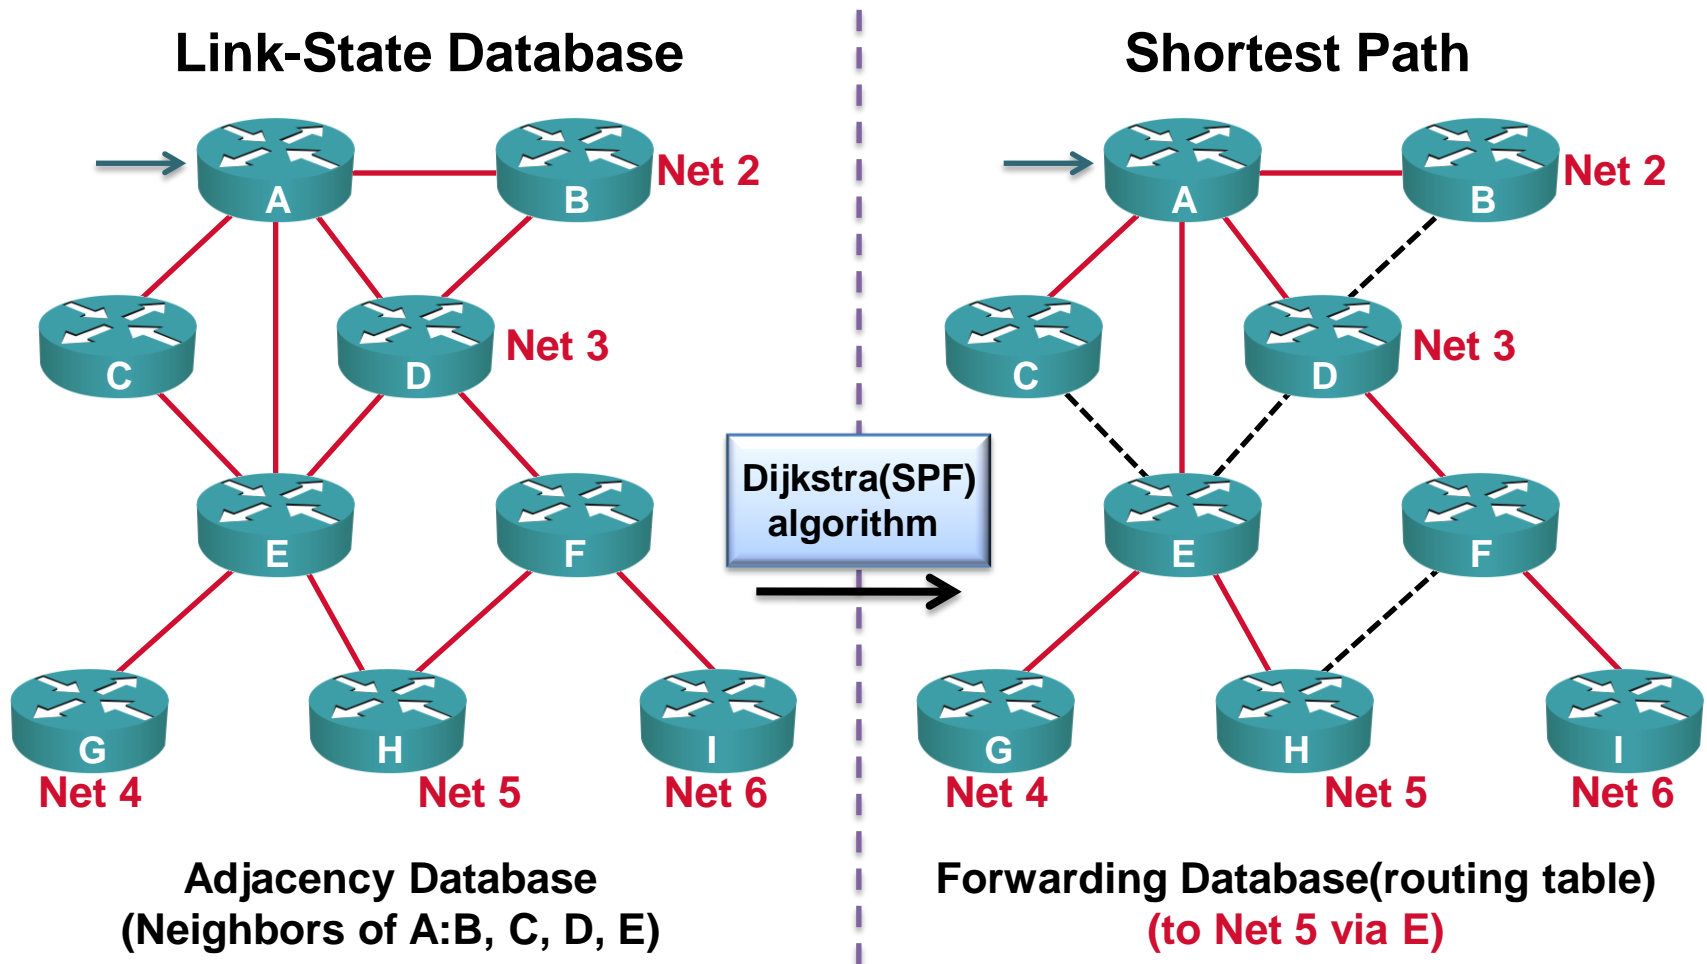 Link-State Database
A
B
Net 2
C
D
Net 3
E
F
G
H
I
Net 4
Net 5
Net 6
Adjacency Database
(Neighbors of A:B, C, D, E)
Dijkstra(SPF)
algorithm
Shortest Path
A
B
Net 2
C
D
Net 3
E
F
G
H
I
Net 4
Net 5
Net 6
Forwarding Database(routing table)
(to Net 5 via E)